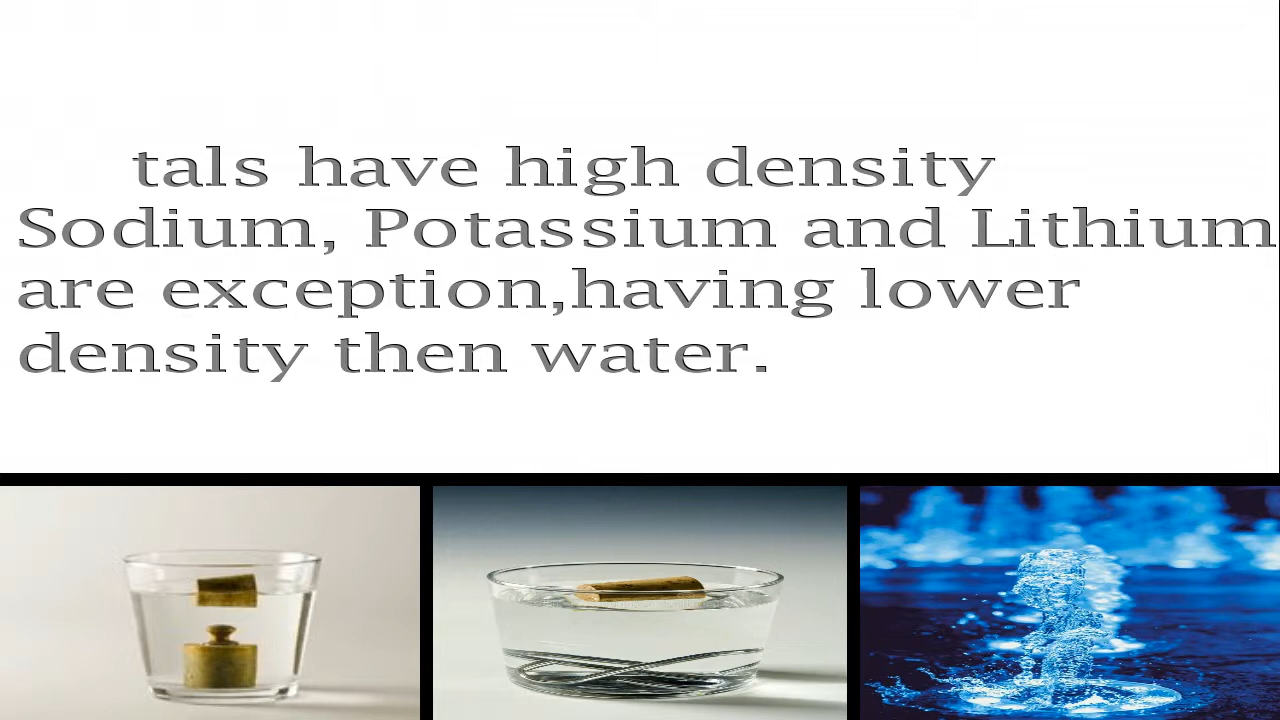 tals have high density
Sodium, Potassium and Lithium
are exception,having lower
density then water.